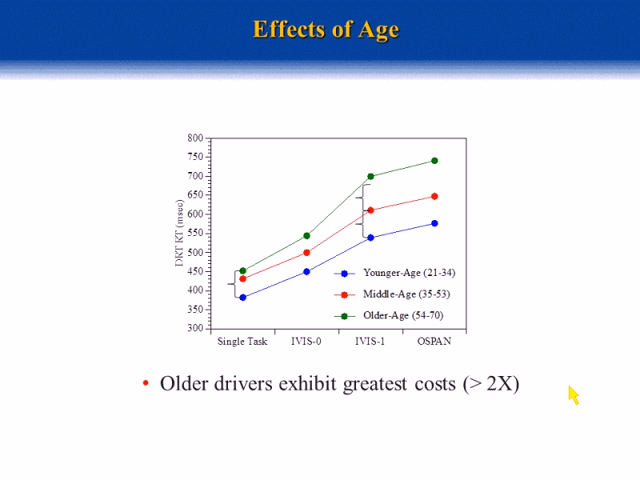 Effects of Age
800
750
700
650
600
550
500
450
400
350
300
DRT RT (msec)
Younger-Age (21-34)
Middle-Age (35-53)
Older-Age (54-70)
Single Task IVIS-0 IVIS-1 OSPAN
• Older drivers exhibit greatest costs (> 2X)